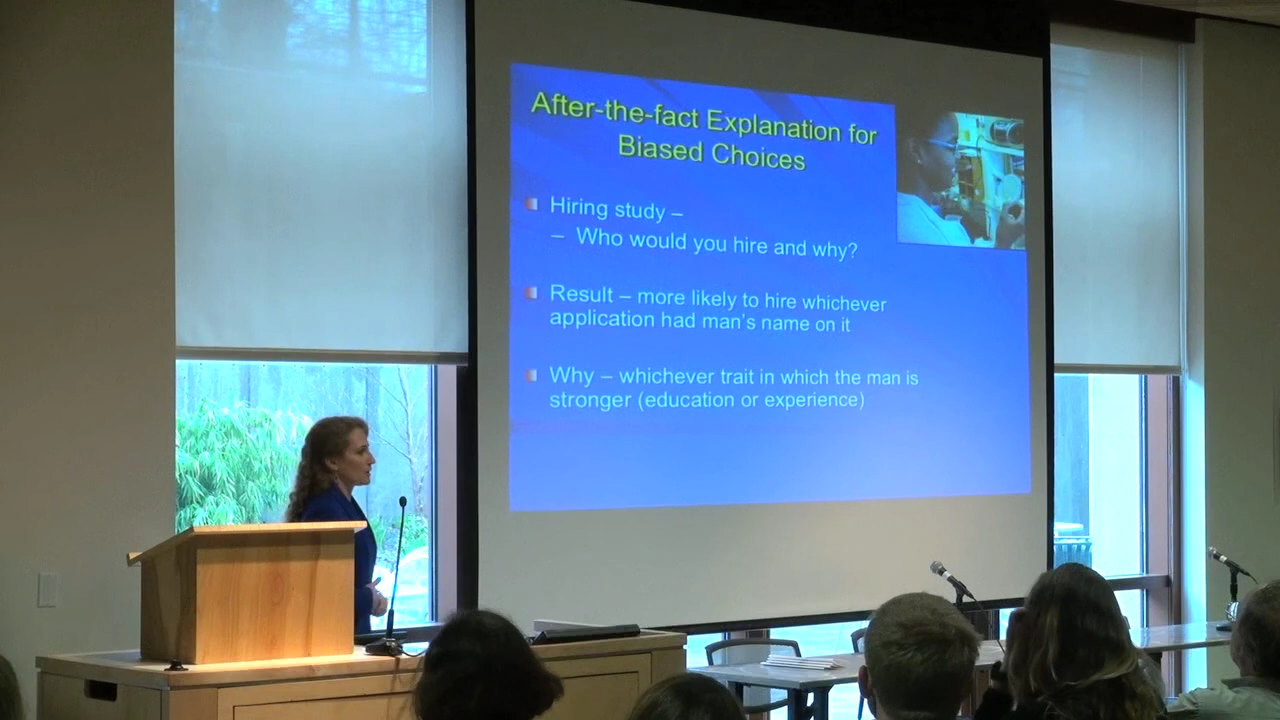 After-the-fact Explanation for
Biased Choices
Hiring study –
– Who would you hire and why?
Result – more likely to hire whichever
application had man's name on it
Why – whichever trait in which the man is
stronger (education or experience)